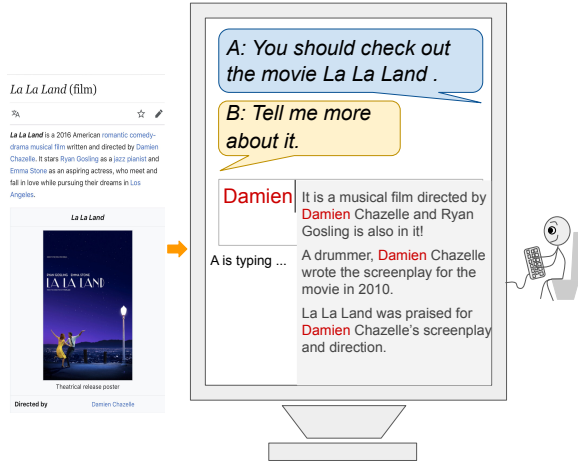 La La Land (film)
La La Land is a 2016 American romantic comedy-
drama musical film written and directed by Damien
Chazelle. It stars Ryan Gosling as a jazz pianist and
Emma Stone as an aspiring actress, who meet and
fall in love while pursuing their dreams in Los
Angeles.
La La Land
RYAN GOSLING EMMA STONE
LA LA LAND
Theatrical release poster
Directed by Damien Chazelle
A: You should check out
the movie La La Land .
B: Tell me more
about it.
Damien
A is typing ...
It is a musical film directed by
Damien Chazelle and Ryan
Gosling is also in it!
A drummer, Damien Chazelle
wrote the screenplay for the
movie in 2010.
La La Land was praised for
Damien Chazelle's screenplay
and direction.